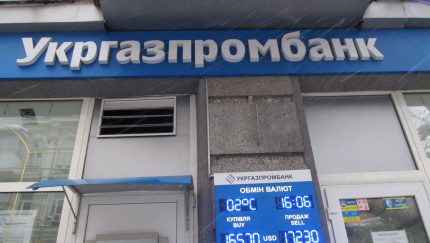 Укргазпромбанк
УКРГАЗПРОМБАНК
ОБМІН ВАЛЮТ
02°C 16:06
КУПІВЛЯ ПРОДАЖ
BUY SELL
16570 USD 17230